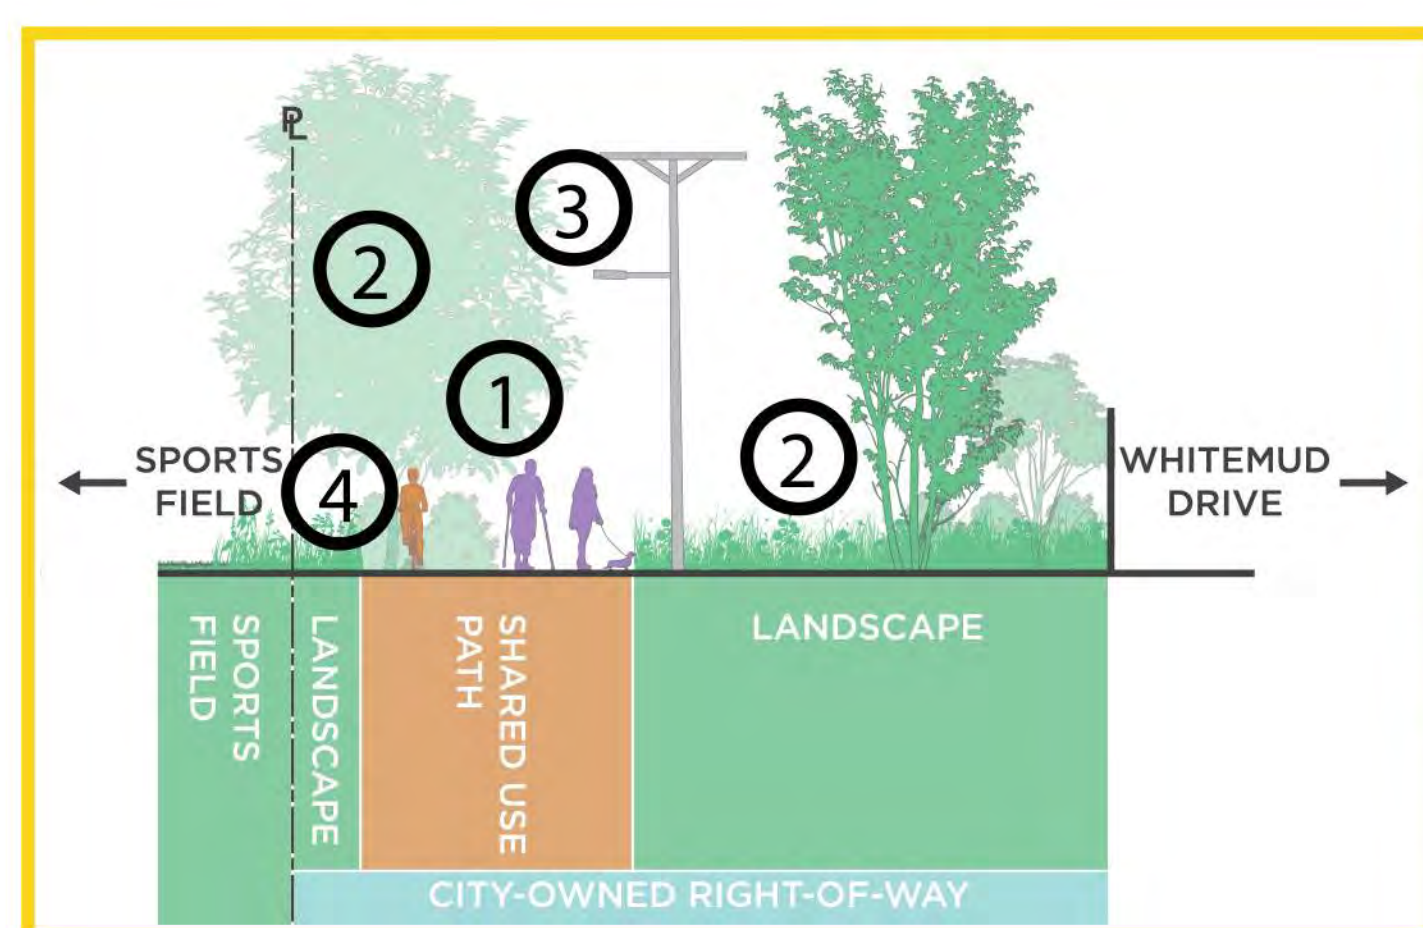 PL
3
2
1
2
4
SPORTS
FIELD
WHITEMUD
DRIVE
SPORTS
FIELD
LANDSCAPE
SHARED USE
PATH
LANDSCAPE
CITY-OWNED RIGHT-OF-WAY